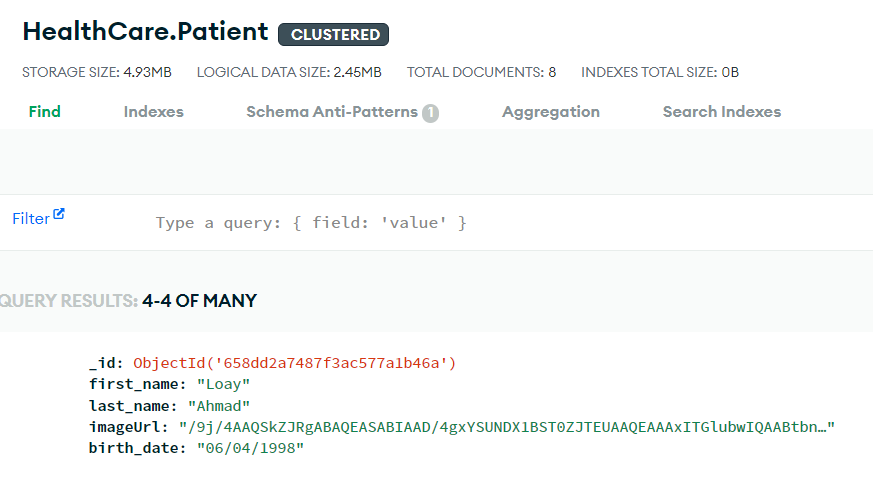 HealthCare.Patient CLUSTERED
STORAGE SIZE: 4.93MB LOGICAL DATA SIZE: 2.45MB TOTAL DOCUMENTS: 8 INDEXES TOTAL SIZE: 0B
Find Indexes Schema Anti-Patterns 1 Aggregation Search Indexes
Filter Type a query: { field: 'value' }
QUERY RESULTS: 4-4 OF MANY
_id: ObjectId('658dd2a7487f3ac577a1b46a')
first_name: "Loay"
last_name: "Ahmad"
imageUrl: "/9j/4AAQSkZJRgABAQEASABIAAD/4gxYSUNDX1BST0ZJTEUAAQEAAAxITGlubwIQAABtbn…"
birth_date: "06/04/1998"